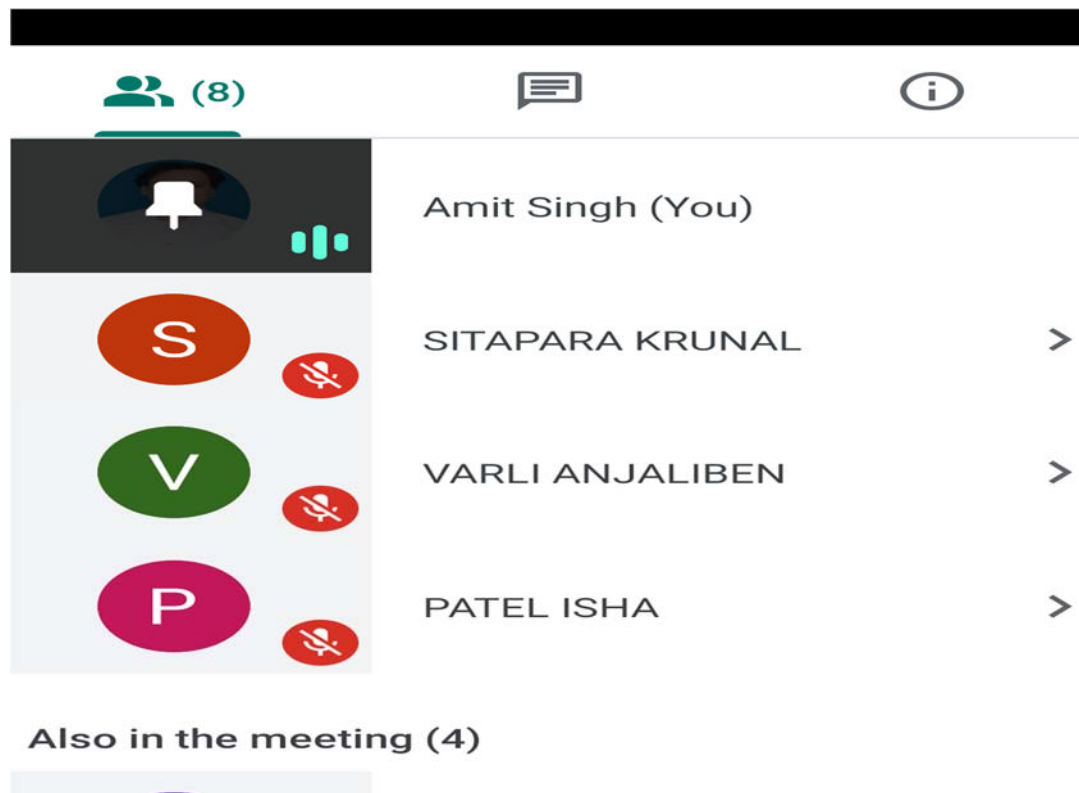 (8)
Amit Singh (You)
S
SITAPARA KRUNAL
V
VARLI ANJALIBEN
P
PATEL ISHA
Also in the meeting (4)